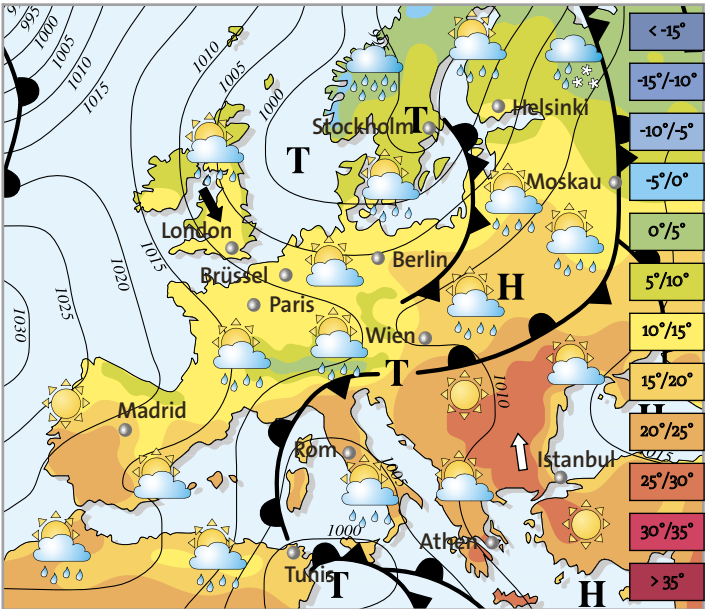 995
1000
1005
1010
1015
1010
1005
1000
T
Stockholm
T
Helsinki
Moskau
London
Brüssel
Berlin
Paris
Wien
H
1015
1020
1025
1030
T
1010
Madrid
Rom
1005
Istanbul
H
1015
1000
Athen
Tunis
T
H
< -15°
-15°/-10°
-10°/-5°
-5°/0°
0°/5°
5°/10°
10°/15°
15°/20°
20°/25°
25°/30°
30°/35°
> 35°